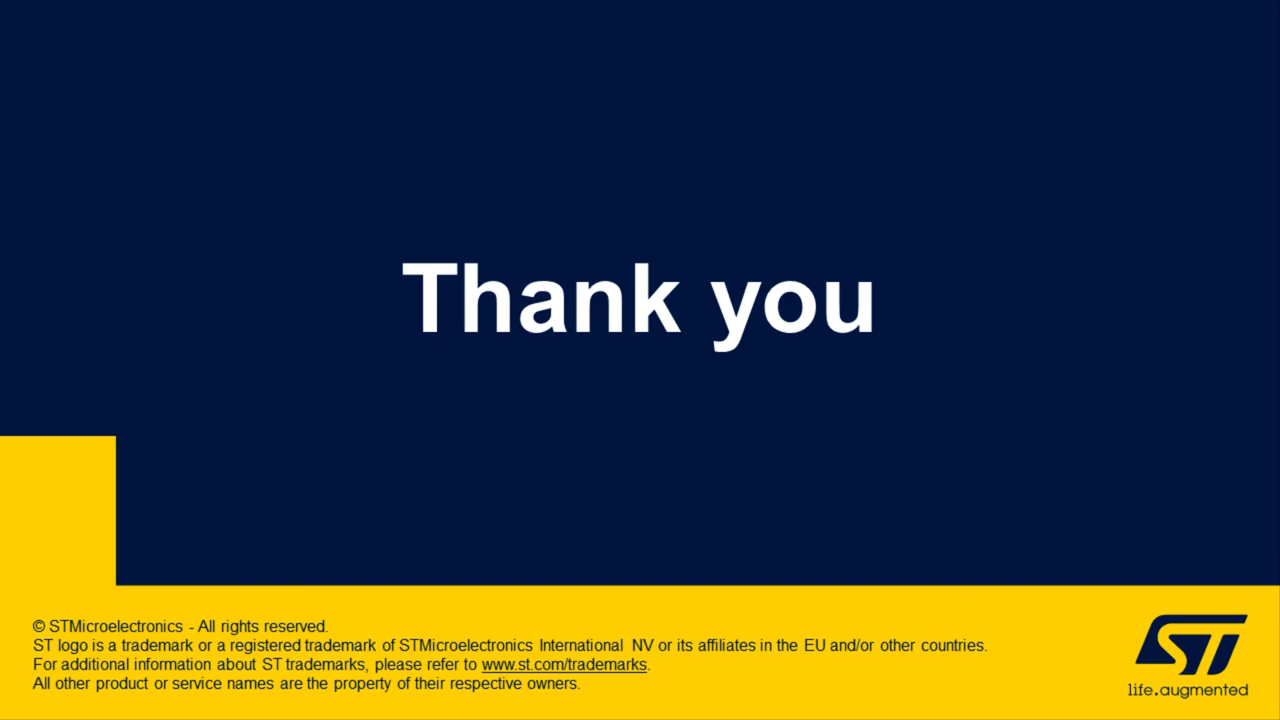 Thank you
© STMicroelectronics - All rights reserved.
ST logo is a trademark or a registered trademark of STMicroelectronics International NV or its affiliates in the EU and/or other countries.
For additional information about ST trademarks, please refer to www.st.com/trademarks.
All other product or service names are the property of their respective owners.
ST
life.augmented